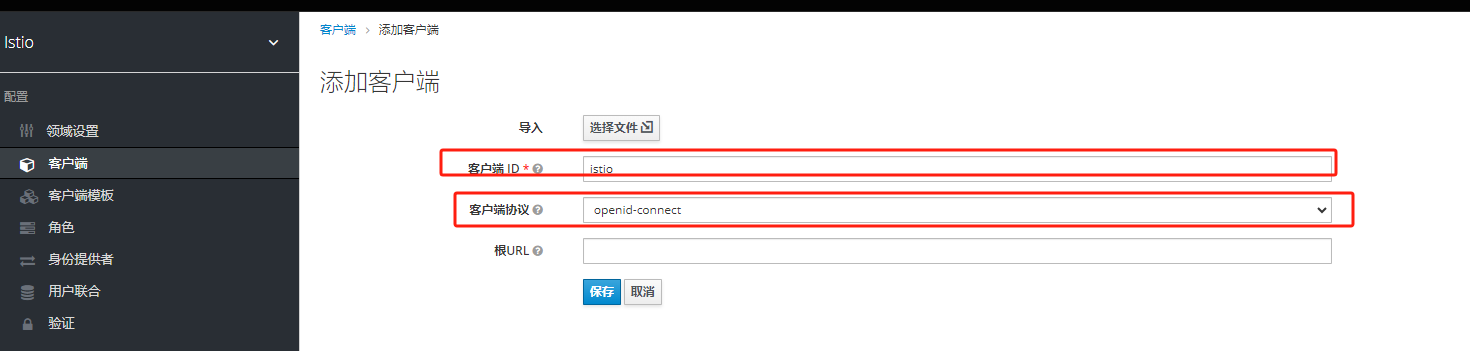 Istio
配置
领域设置
客户端
客户端模板
角色
身份提供者
用户联合
验证
客户端 › 添加客户端
添加客户端
导入 选择文件
客户端 ID * istio
客户端协议 openid-connect
根URL
保存 取消